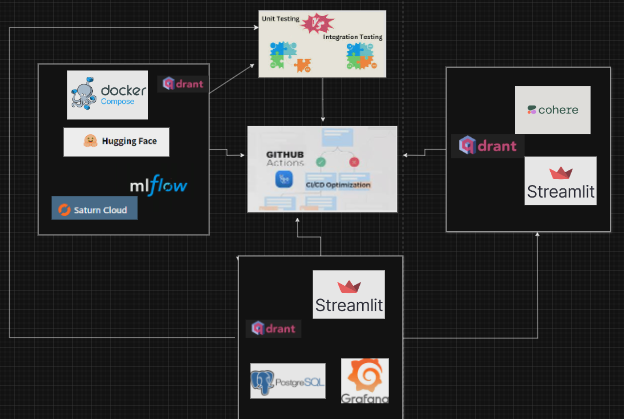 Unit Testing
V/S
Integration Testing
docker
Compose
drant
Hugging Face
mlflow
Saturn Cloud
GITHUB
Actions
CI/CD Optimization
cohere
drant
Streamlit
Streamlit
drant
PostgreSQL
Grafana